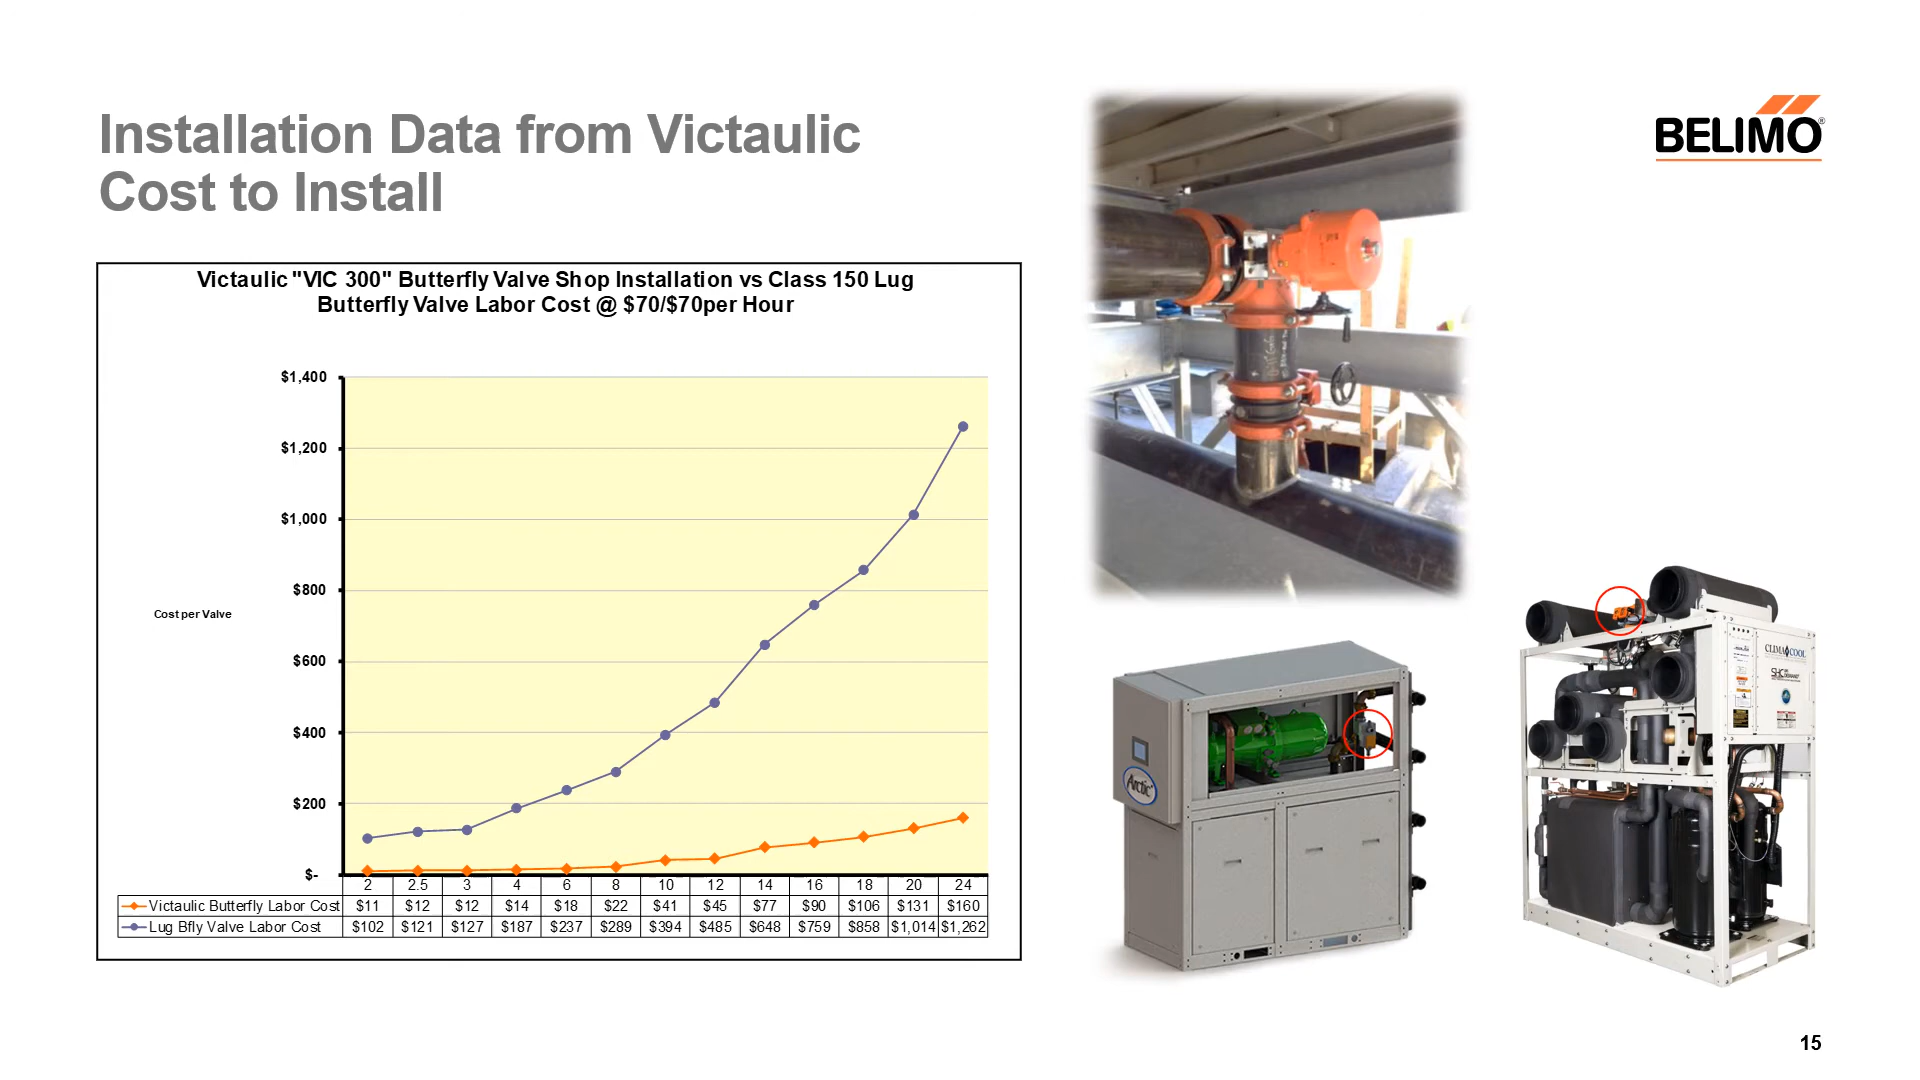 Installation Data from Victaulic
Cost to Install
BELIMO®
Victaulic "VIC 300" Butterfly Valve Shop Installation vs Class 150 Lug
Butterfly Valve Labor Cost @ $70/$70per Hour
$1,400
$1,200
$1,000
$800
Cost per Valve
$600
$400
$200
$-
2 2.5 3 4 6 8 10 12 14 16 18 20 24
Victaulic Butterfly Labor Cost $11 $12 $12 $14 $18 $22 $41 $45 $77 $90 $106 $131 $160
Lug Bfly Valve Labor Cost $102 $121 $127 $187 $237 $289 $394 $485 $648 $759 $858 $1,014 $1,262
Arctic
CLIMACOOL
SHC
15